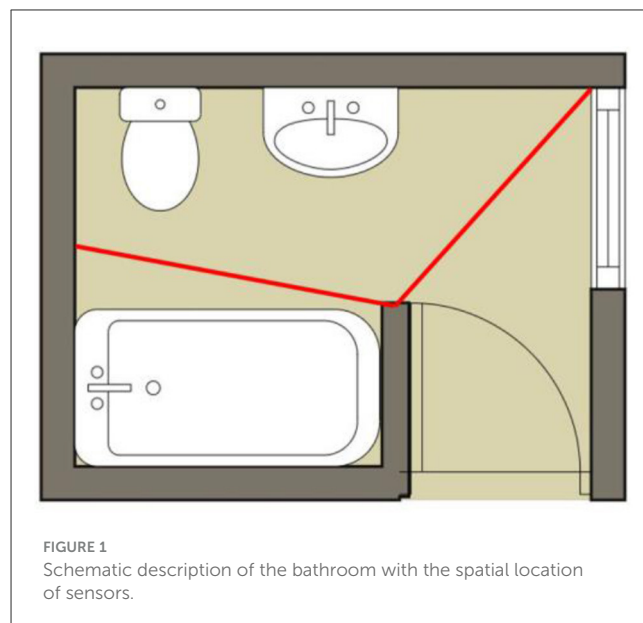 FIGURE 1
Schematic description of the bathroom with the spatial location
of sensors.